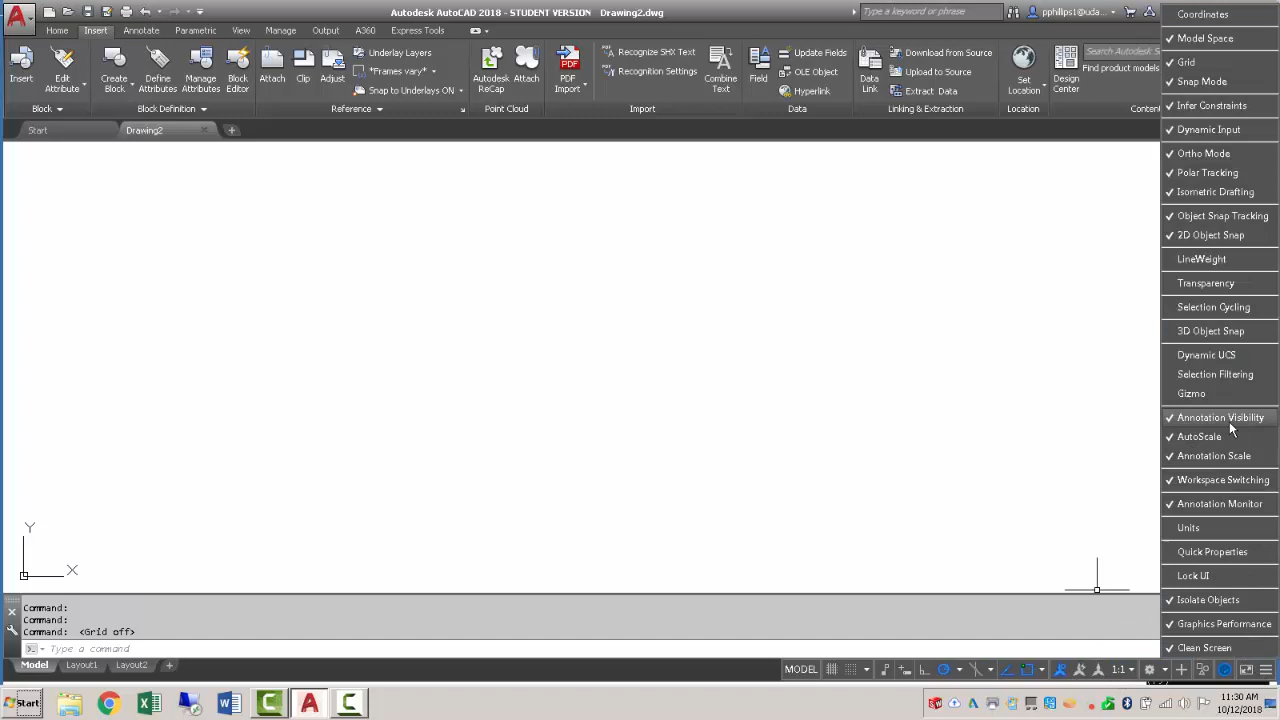 Autodesk AutoCAD 2018 - STUDENT VERSION Drawing2.dwg
Type a keyword or phrase
pphillips1@uda...
Home Insert Annotate Parametric View Manage Output A360 Express Tools
Insert
Edit Attribute
Block
Create Block
Define Attributes
Manage Attributes
Block Editor
Block Definition
Attach
Clip
Adjust
Underlay Layers
*Frames vary*
Snap to Underlays ON
Reference
Autodesk ReCap
Attach
Point Cloud
PDF
PDF Import
Recognize SHX Text
Recognition Settings
Combine Text
Import
Field
Update Fields
OLE Object
Hyperlink
Data
Data Link
Download from Source
Upload to Source
Extract Data
Linking & Extraction
Set Location
Location
Design Center
Search Autodesk
Find product models
Conten
Start
Drawing2
Coordinates
Model Space
Grid
Snap Mode
Infer Constraints
Dynamic Input
Ortho Mode
Polar Tracking
Isometric Drafting
Object Snap Tracking
2D Object Snap
LineWeight
Transparency
Selection Cycling
3D Object Snap
Dynamic UCS
Selection Filtering
Gizmo
Annotation Visibility
AutoScale
Annotation Scale
Workspace Switching
Annotation Monitor
Units
Quick Properties
Lock UI
Isolate Objects
Graphics Performance
Clean Screen
Y
X
Command:
Command:
Command: <Grid off>
Type a command
Model Layout1 Layout2
MODEL
1:1
Start
11:30 AM
10/12/2018